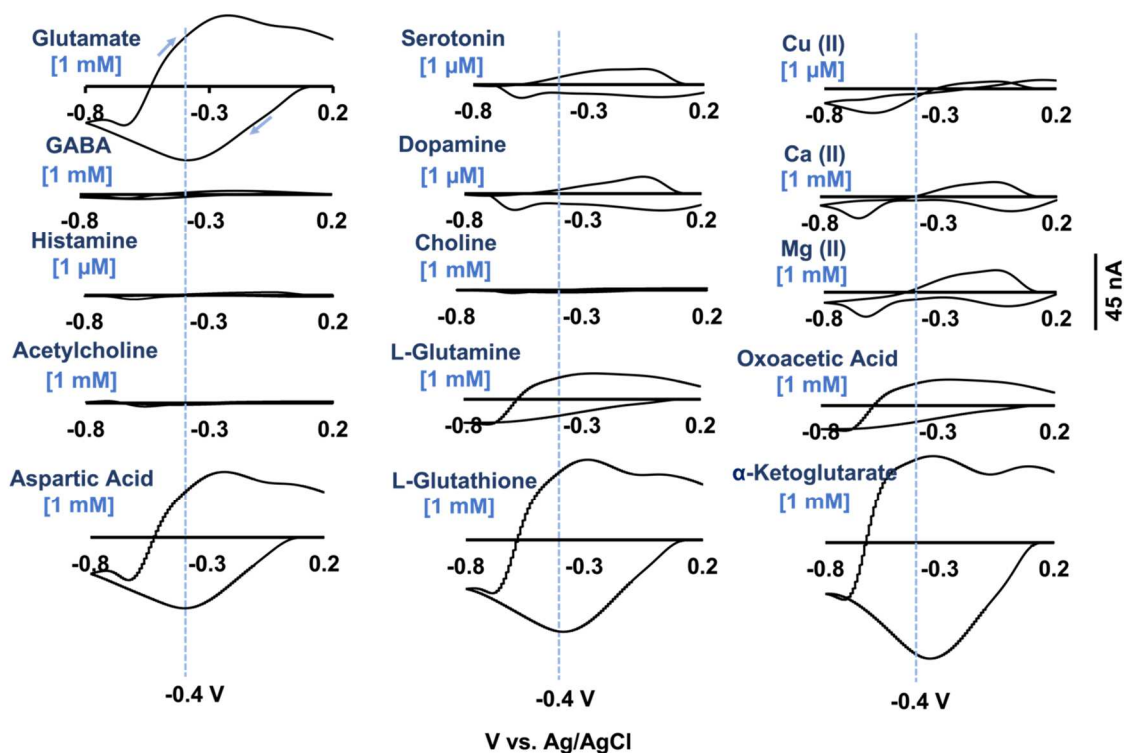 Glutamate
[1 mM]
-0.8
-0.3
0.2
GABA
[1 mM]
-0.8
-0.3
0.2
Histamine
[1 µM]
-0.8
-0.3
0.2
Acetylcholine
[1 mM]
-0.8
-0.3
0.2
Aspartic Acid
[1 mM]
-0.8
-0.3
0.2
-0.4 V
Serotonin
[1 µM]
-0.8
-0.3
0.2
Dopamine
[1 µM]
-0.8
-0.3
0.2
Choline
[1 mM]
-0.8
-0.3
0.2
L-Glutamine
[1 mM]
-0.8
-0.3
0.2
L-Glutathione
[1 mM]
-0.8
-0.3
0.2
-0.4 V
Cu (II)
[1 µM]
-0.8
-0.3
0.2
Ca (II)
[1 mM]
-0.8
-0.3
0.2
Mg (II)
[1 mM]
-0.8
-0.3
0.2
Oxoacetic Acid
[1 mM]
-0.8
-0.3
0.2
α-Ketoglutarate
[1 mM]
-0.8
-0.3
0.2
-0.4 V
45 nA
V vs. Ag/AgCl